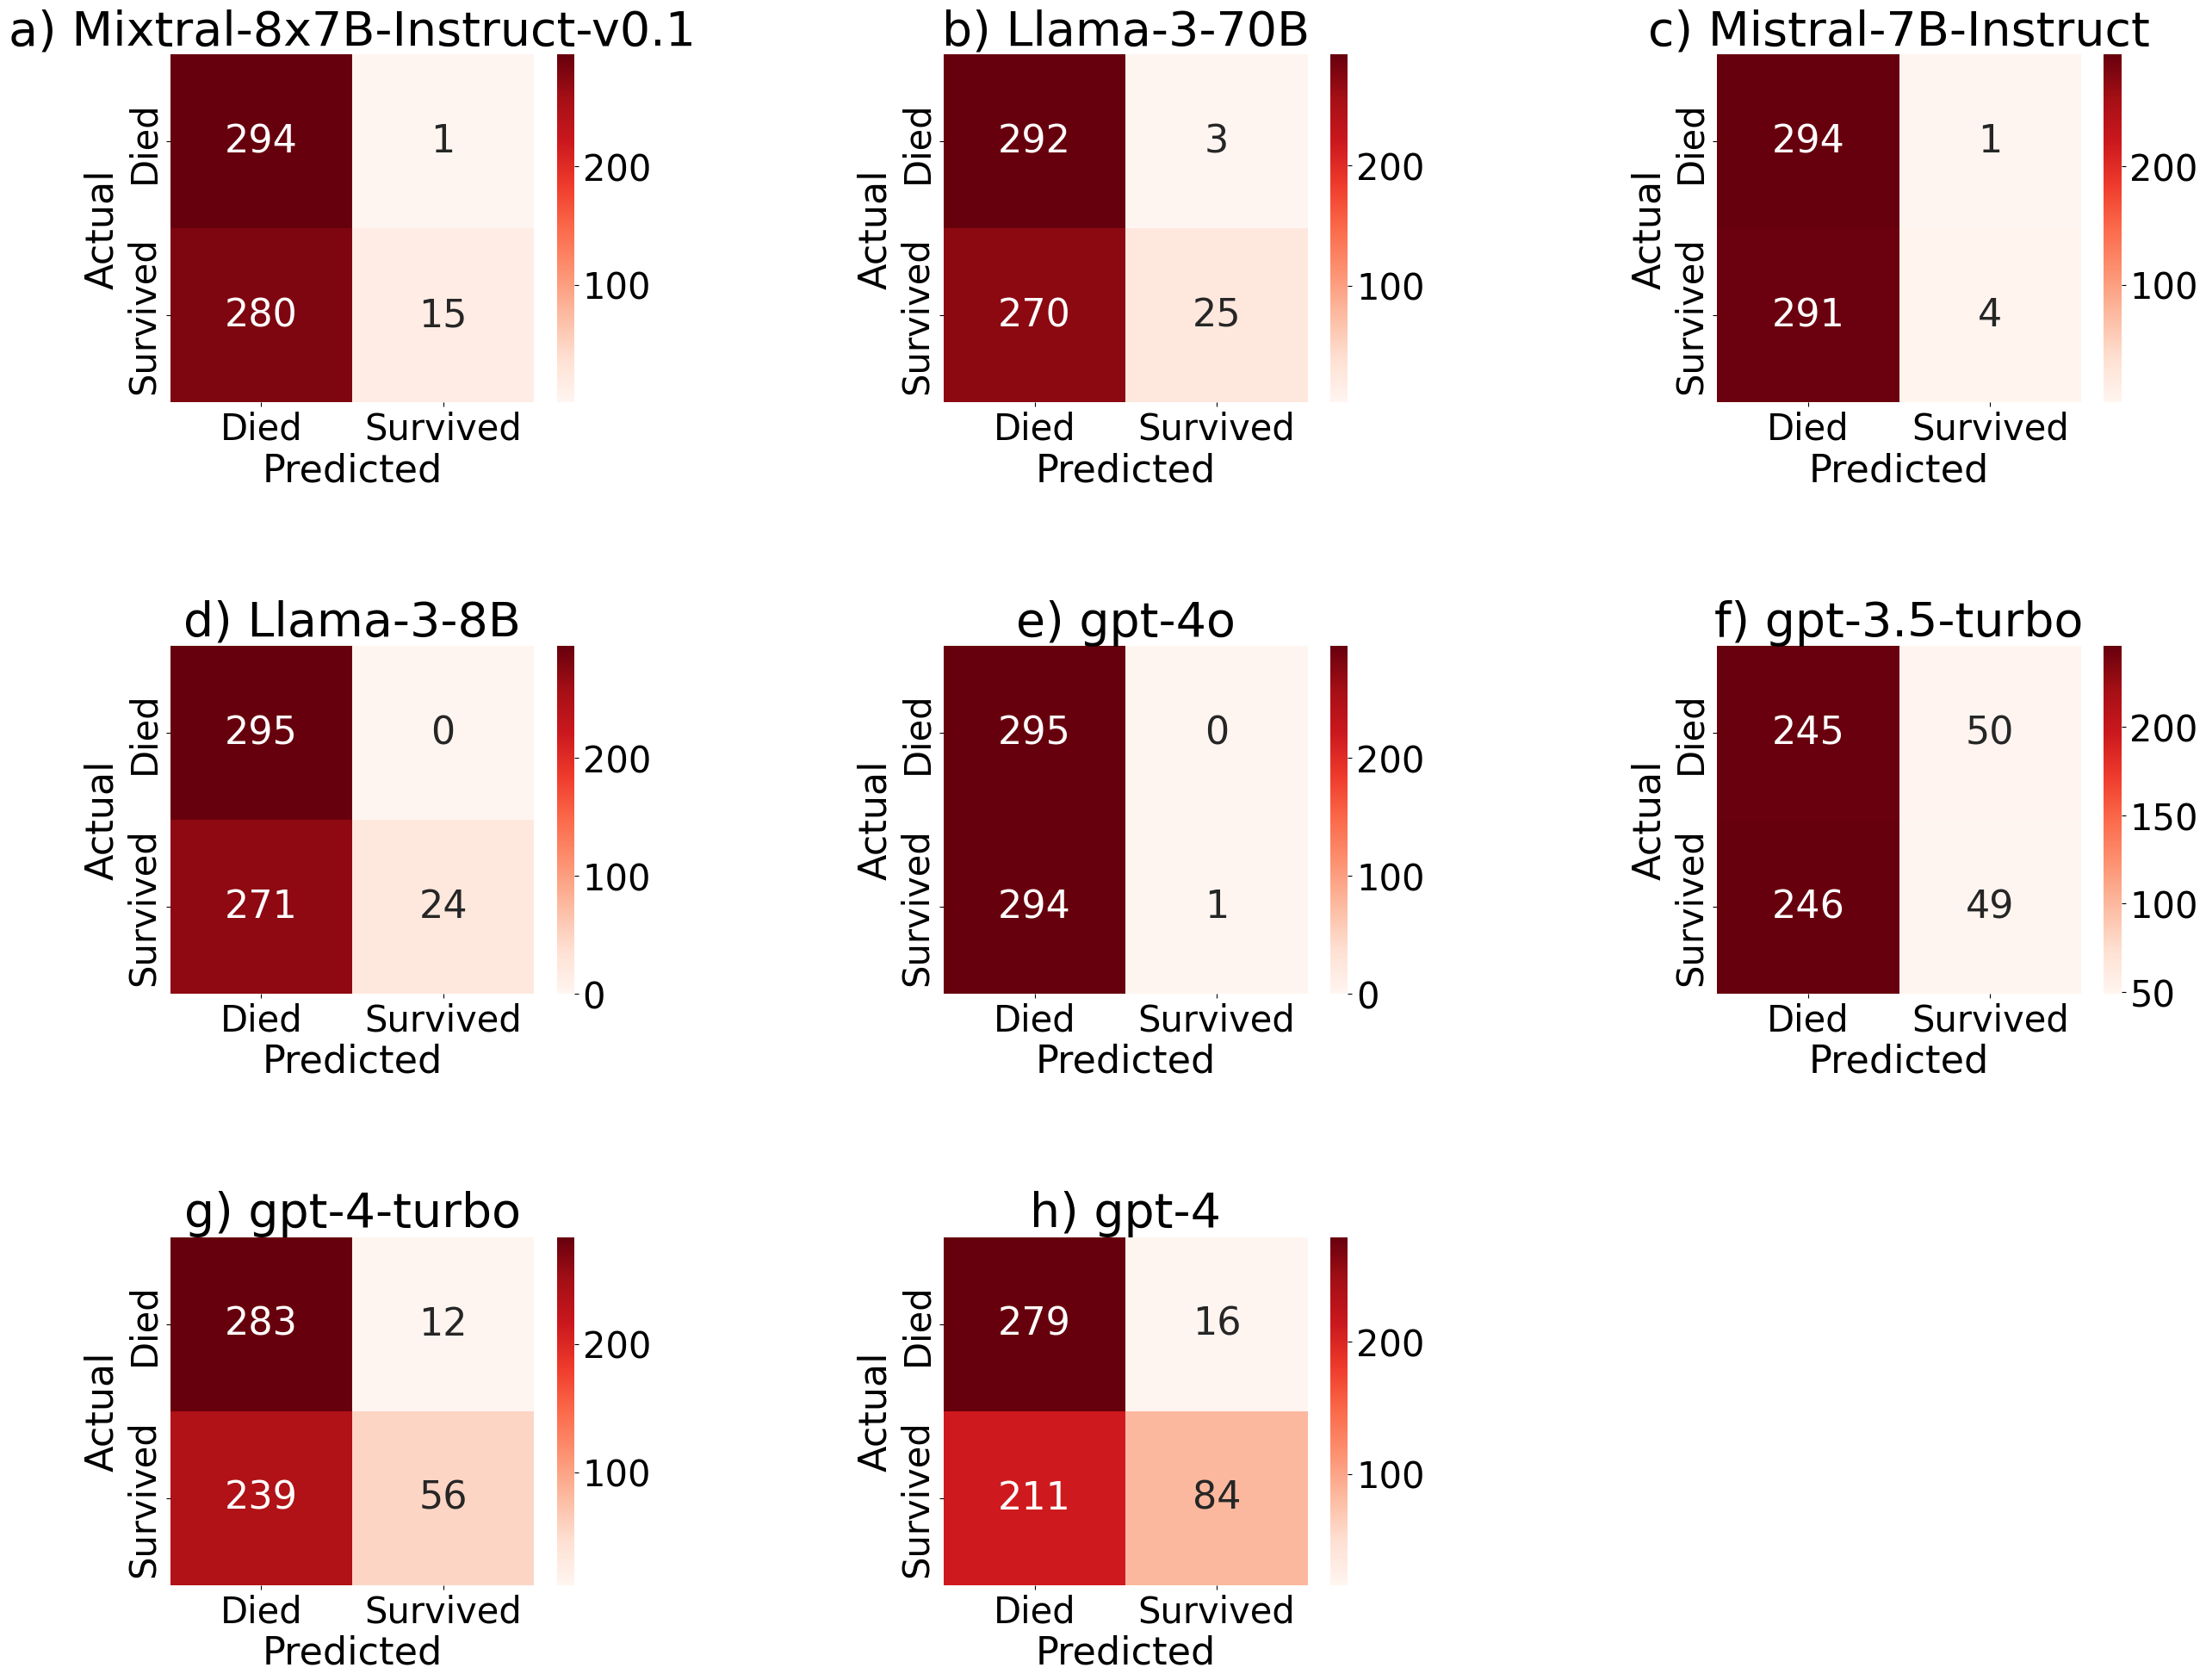 a) Mixtral-8x7B-Instruct-v0.1
Actual
Died
Survived
294
1
280
15
200
100
Died
Survived
Predicted
b) Llama-3-70B
Actual
Died
Survived
292
3
270
25
200
100
Died
Survived
Predicted
c) Mistral-7B-Instruct
Actual
Died
Survived
294
1
291
4
200
100
Died
Survived
Predicted
d) Llama-3-8B
Actual
Died
Survived
295
0
271
24
200
100
0
Died
Survived
Predicted
e) gpt-4o
Actual
Died
Survived
295
0
294
1
200
100
0
Died
Survived
Predicted
f) gpt-3.5-turbo
Actual
Died
Survived
245
50
246
49
200
150
100
50
Died
Survived
Predicted
g) gpt-4-turbo
Actual
Died
Survived
283
12
239
56
200
100
Died
Survived
Predicted
h) gpt-4
Actual
Died
Survived
279
16
211
84
200
100
Died
Survived
Predicted